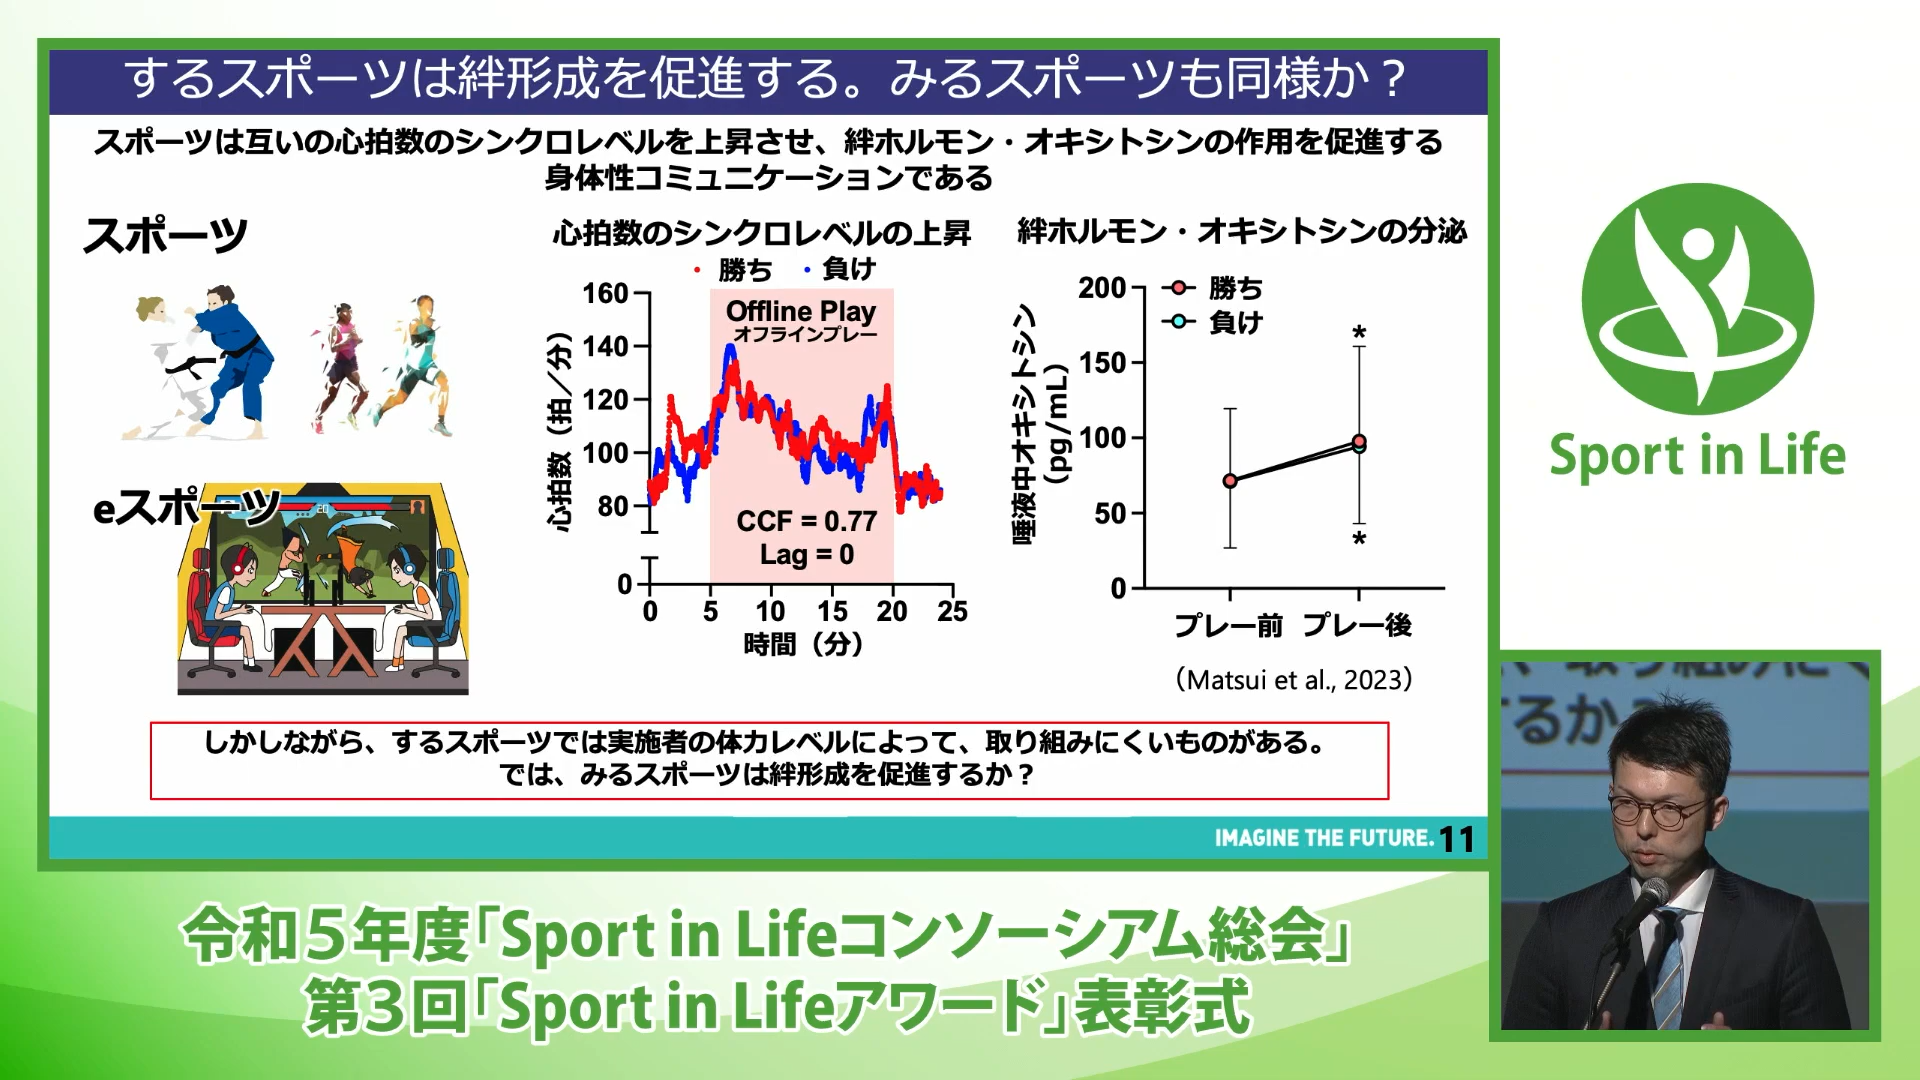 するスポーツは絆形成を促進する。みるスポーツも同様か？
スポーツは互いの心拍数のシンクロレベルを上昇させ、絆ホルモン・オキシトシンの作用を促進する
身体性コミュニケーションである
スポーツ
eスポーツ
20
心拍数のシンクロレベルの上昇
・勝ち ・負け
Offline Play
オフラインプレー
心拍数（拍／分）
160
140
120
100
80
0
CCF = 0.77
Lag = 0
0 5 10 15 20 25
時間（分）
絆ホルモン・オキシトシンの分泌
勝ち
負け
唾液中オキシトシン
（pg/mL）
200
150
100
50
0
*
*
プレー前 プレー後
（Matsui et al., 2023）
しかしながら、するスポーツでは実施者の体力レベルによって、取り組みにくいものがある。
では、みるスポーツは絆形成を促進するか？
IMAGINE THE FUTURE. 11
Sport in Life
するか
令和５年度「Sport in Lifeコンソーシアム総会」
第３回「Sport in Lifeアワード」表彰式